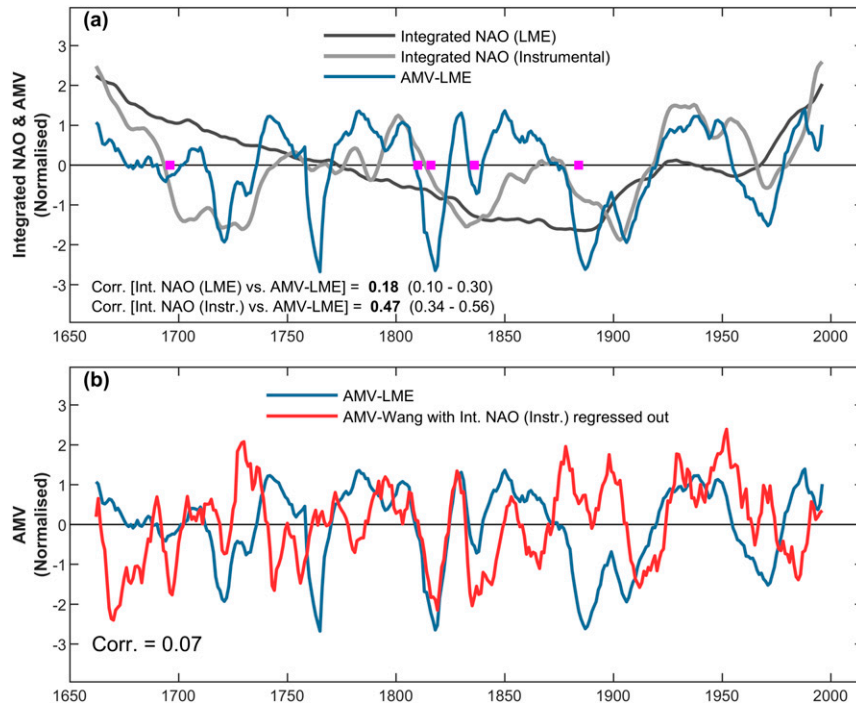 (a)
Integrated NAO (LME)
Integrated NAO (Instrumental)
AMV-LME
Integrated NAO & AMV
(Normalised)
3
2
1
0
-1
-2
-3
Corr. [Int. NAO (LME) vs. AMV-LME] = 0.18 (0.10 - 0.30)
Corr. [Int. NAO (Instr.) vs. AMV-LME] = 0.47 (0.34 - 0.56)
1650 1700 1750 1800 1850 1900 1950 2000
(b)
AMV-LME
AMV-Wang with Int. NAO (Instr.) regressed out
AMV
(Normalised)
3
2
1
0
-1
-2
-3
Corr. = 0.07
1650 1700 1750 1800 1850 1900 1950 2000